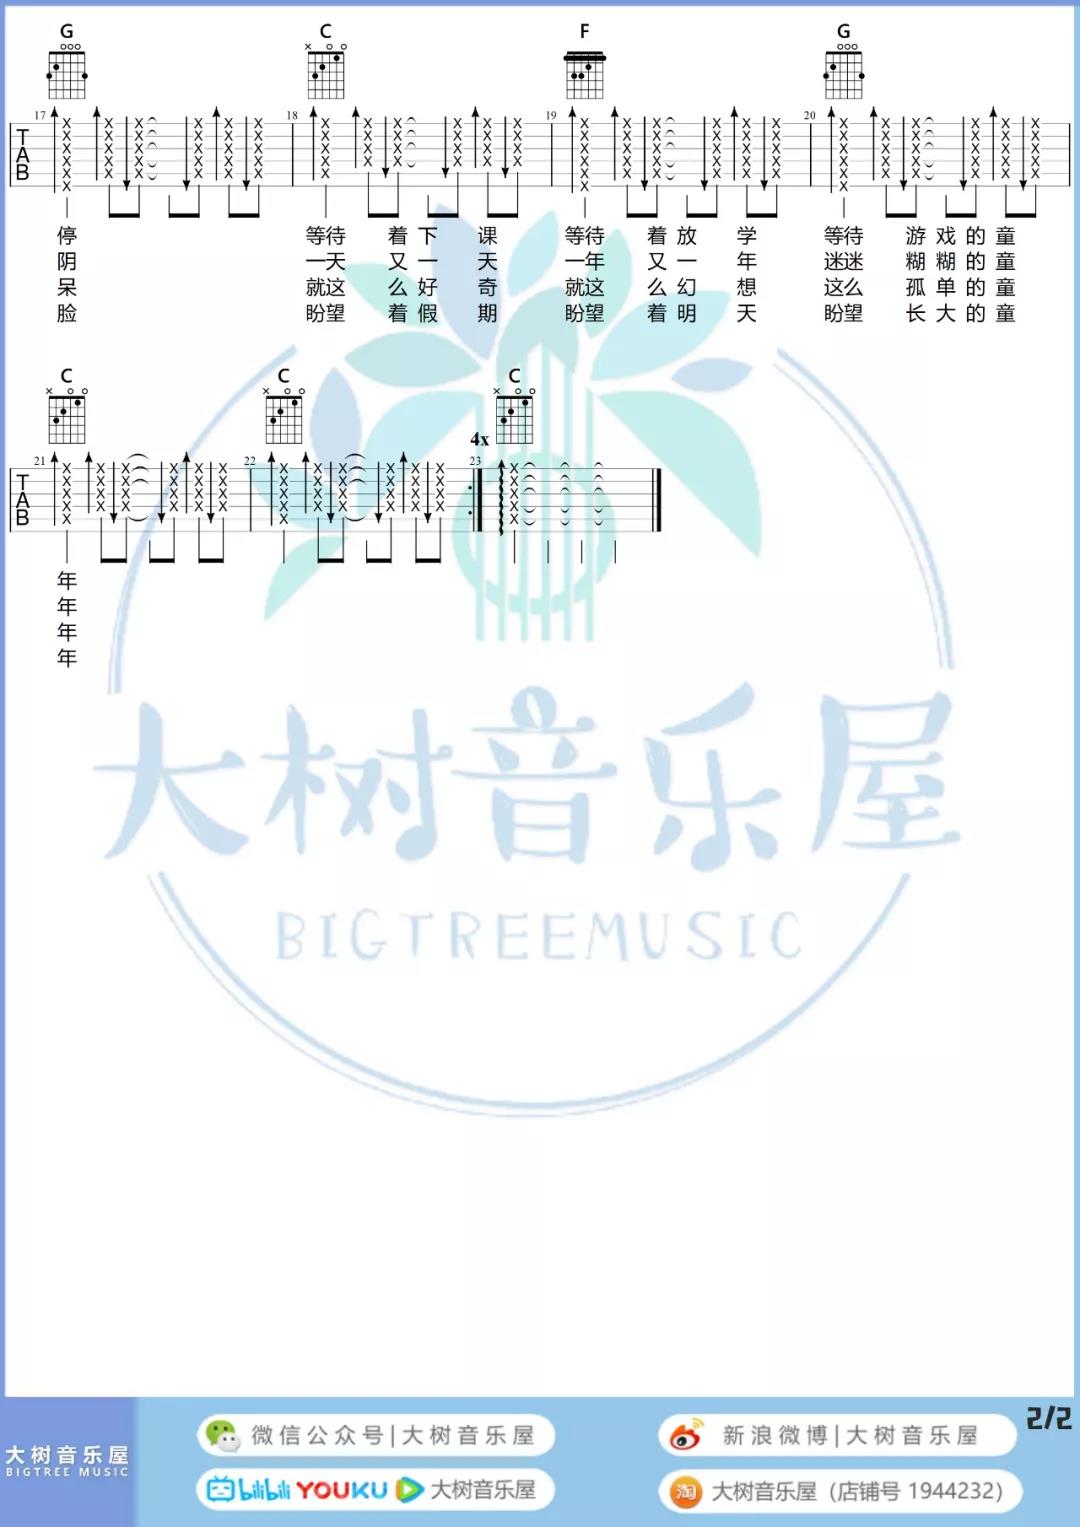 G C F G
17 18 19 20
TAB
停 等待 着 下 课 等待 着 放 学 等待 游 戏 的 童
阴 一天 又 一 天 一年 又 一 年 迷迷 糊 糊 的 童
呆 就这 么 好 奇 就这 么 幻 想 这么 孤 单 的 童
脸 盼望 着 假 期 盼望 着 明 天 盼望 长 大 的 童
C C C
4x
21 22 23
TAB
年
年
年
年
大树音乐屋
BIGTREEMUSIC
2/2
微信公众号|大树音乐屋
新浪微博|大树音乐屋
大树音乐屋
BIGTREE MUSIC
bilibili YOUKU 大树音乐屋
淘 大树音乐屋（店铺号 1944232）